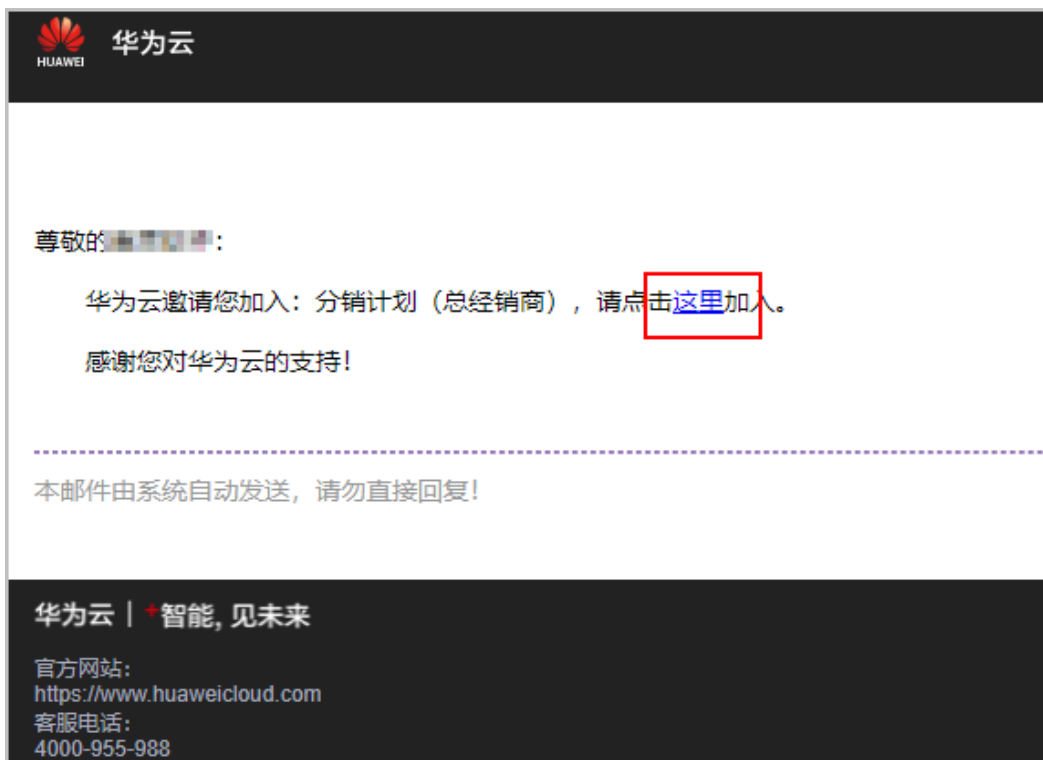 HUAWEI
华为云
尊敬的 :
华为云邀请您加入：分销计划（总经销商），请点击这里加入。
感谢您对华为云的支持！
本邮件由系统自动发送，请勿直接回复！
华为云 | +智能, 见未来
官方网站：
https://www.huaweicloud.com
客服电话：
4000-955-988